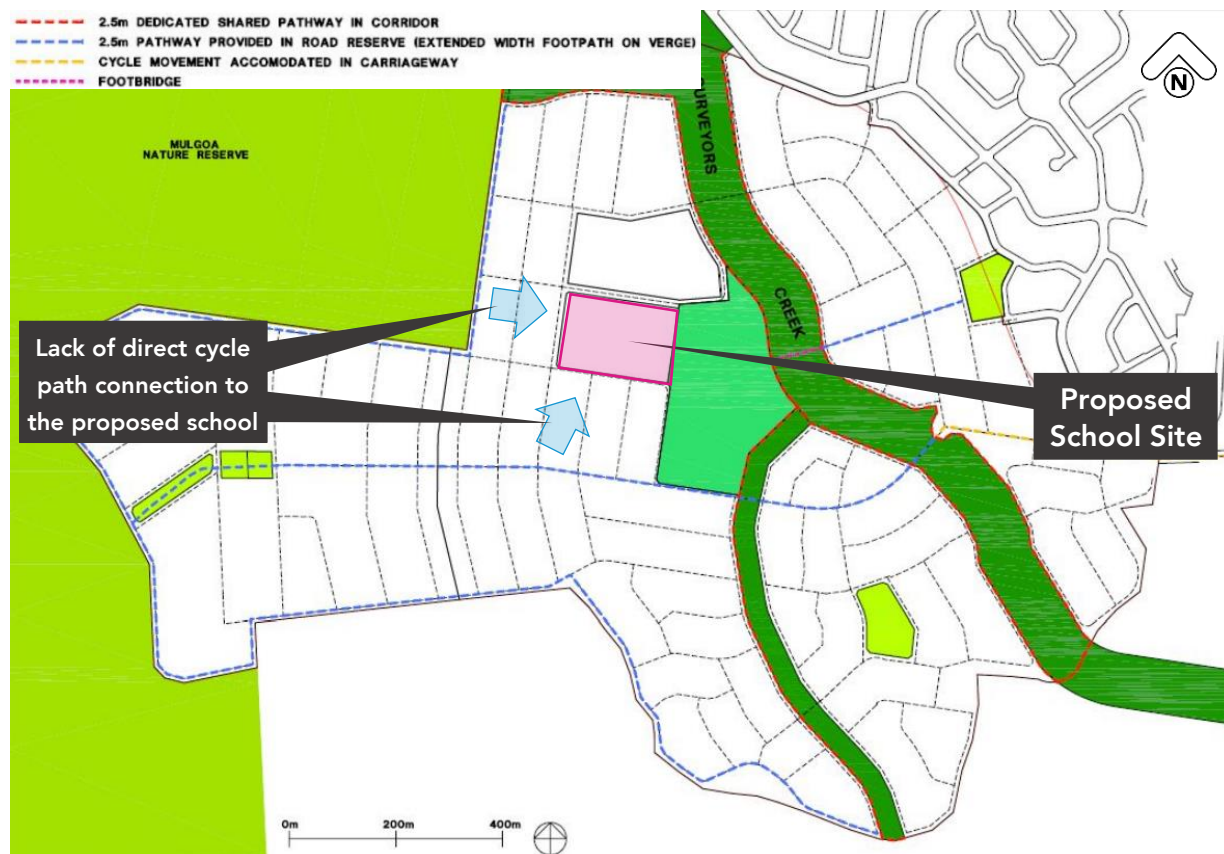 2.5m DEDICATED SHARED PATHWAY IN CORRIDOR
2.5m PATHWAY PROVIDED IN ROAD RESERVE (EXTENDED WIDTH FOOTPATH ON VERGE)
CYCLE MOVEMENT ACCOMODATED IN CARRIAGEWAY
FOOTBRIDGE
N
MULGOA
NATURE RESERVE
SURVEYORS
CREEK
Lack of direct cycle
path connection to
the proposed school
Proposed
School Site
0m 200m 400m